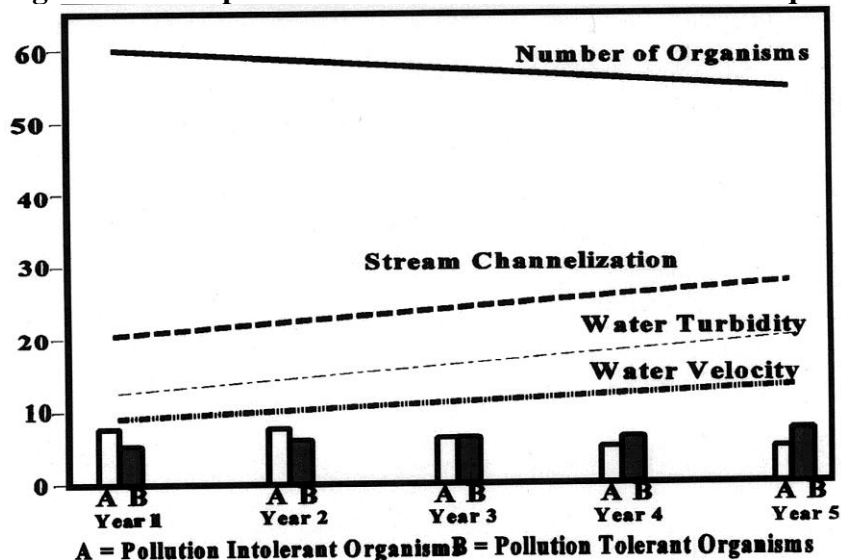 60
Number of Organisms
50
40
30
Stream Channelization
20
Water Turbidity
Water Velocity
10
0
A B A B A B A B A B
Year 1 Year 2 Year 3 Year 4 Year 5
A = Pollution Intolerant Organisms B = Pollution Tolerant Organisms